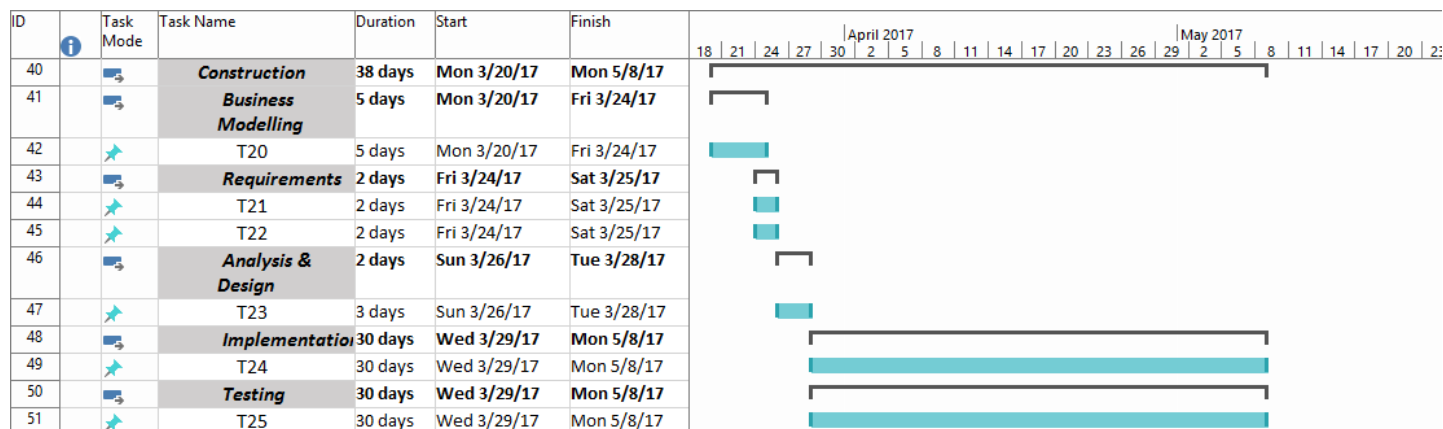 ID Task Mode Task Name Duration Start Finish
April 2017 May 2017
18 21 24 27 30 2 5 8 11 14 17 20 23 26 29 2 5 8 11 14 17 20 23
40 Construction 38 days Mon 3/20/17 Mon 5/8/17
41 Business Modelling 5 days Mon 3/20/17 Fri 3/24/17
42 T20 5 days Mon 3/20/17 Fri 3/24/17
43 Requirements 2 days Fri 3/24/17 Sat 3/25/17
44 T21 2 days Fri 3/24/17 Sat 3/25/17
45 T22 2 days Fri 3/24/17 Sat 3/25/17
46 Analysis & Design 2 days Sun 3/26/17 Tue 3/28/17
47 T23 3 days Sun 3/26/17 Tue 3/28/17
48 Implementation 30 days Wed 3/29/17 Mon 5/8/17
49 T24 30 days Wed 3/29/17 Mon 5/8/17
50 Testing 30 days Wed 3/29/17 Mon 5/8/17
51 T25 30 days Wed 3/29/17 Mon 5/8/17